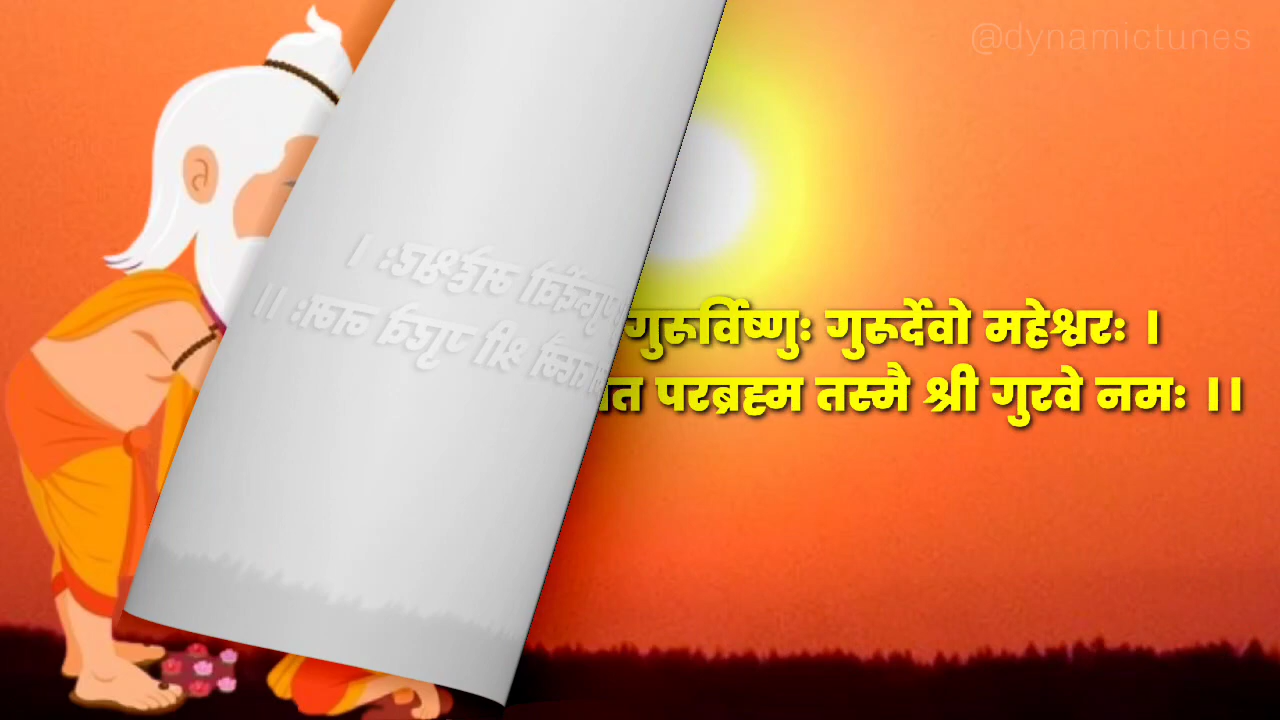 @dynamictunes
गुरूर्विष्णुः गुरूर्देवो महेश्वरः ।
परब्रह्म तस्मै श्री गुरवे नमः ।।